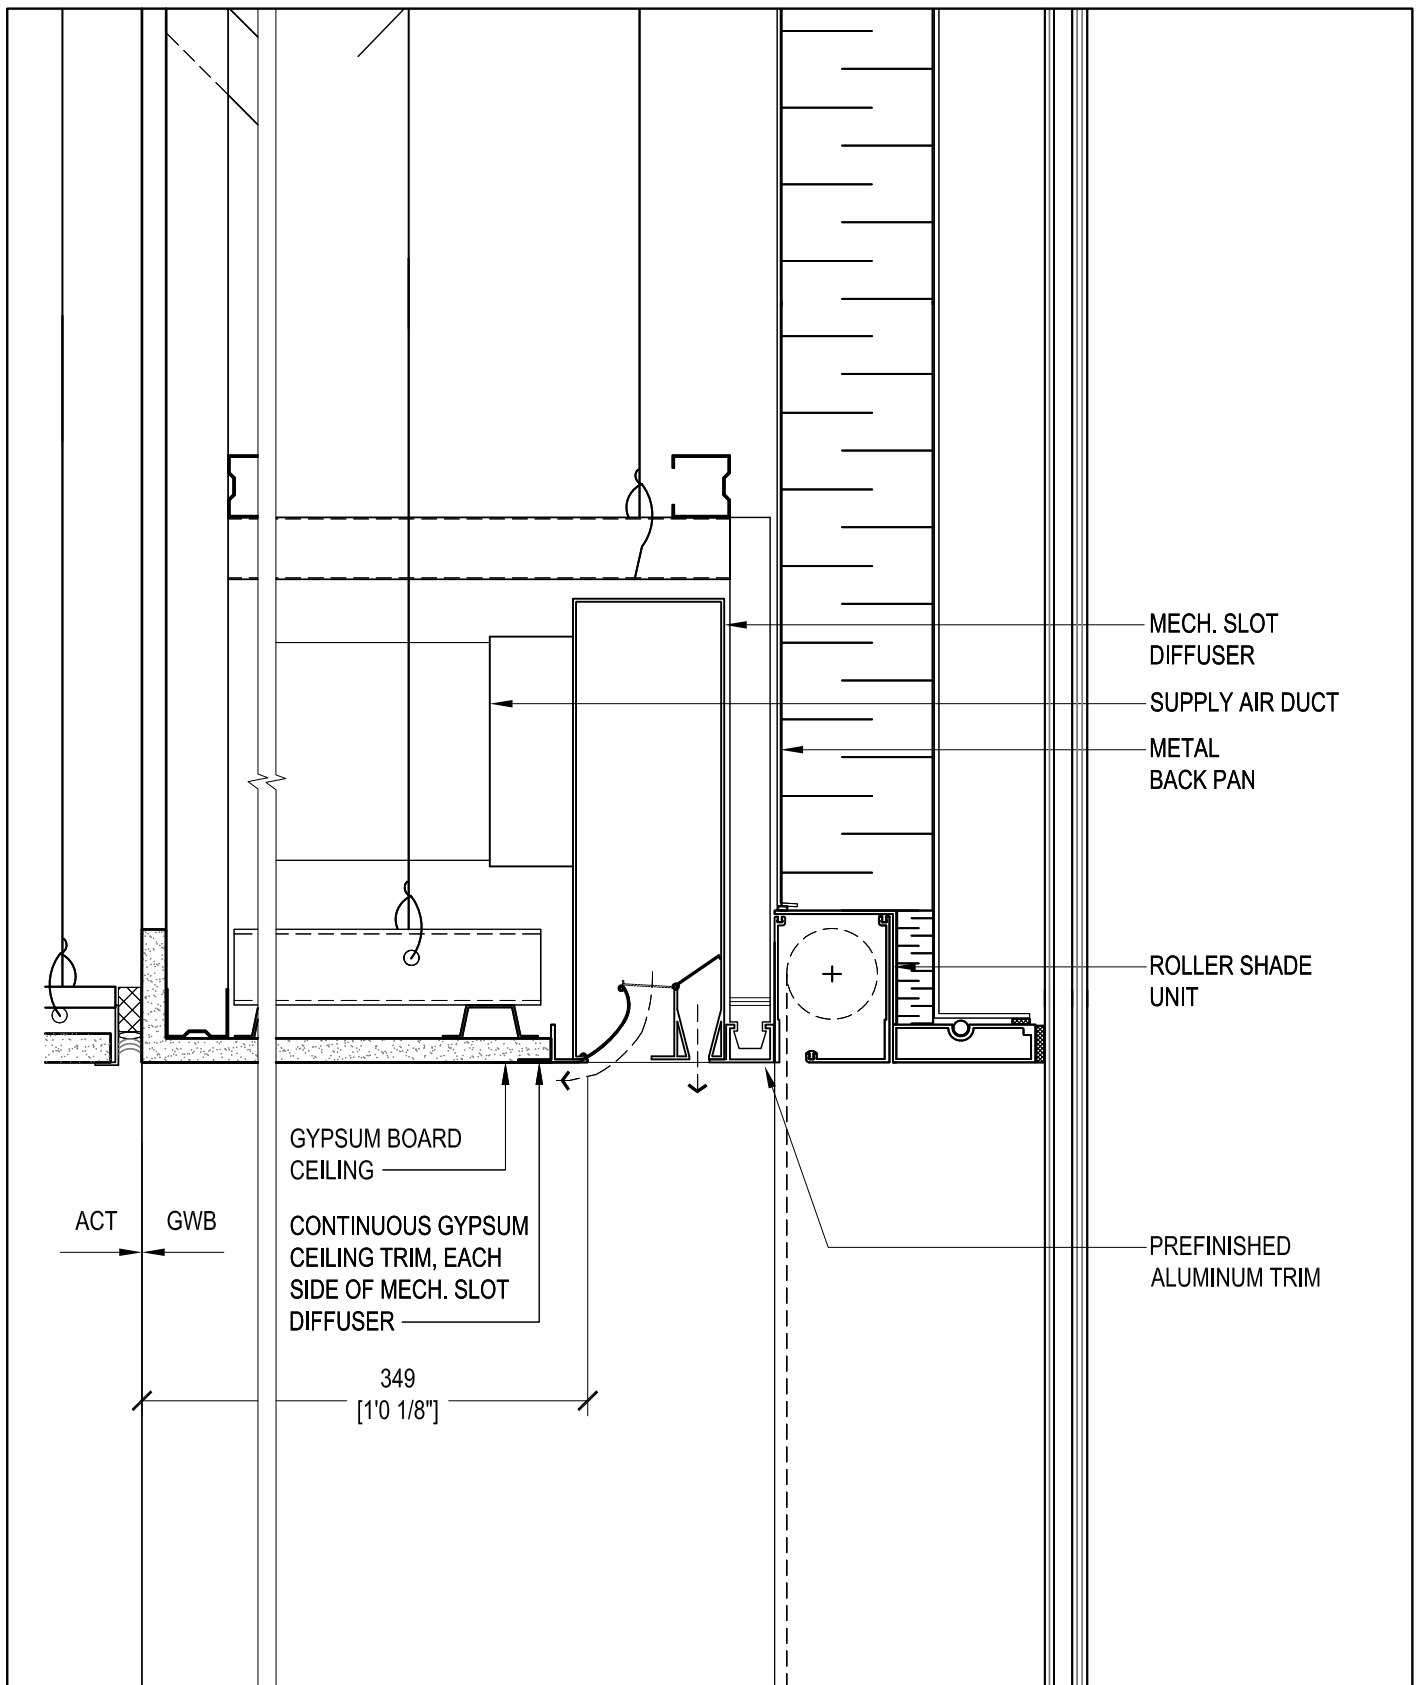 MECH. SLOT
DIFFUSER
SUPPLY AIR DUCT
METAL
BACK PAN
ROLLER SHADE
UNIT
GYPSUM BOARD
CEILING
ACT
GWB
CONTINUOUS GYPSUM
CEILING TRIM, EACH
SIDE OF MECH. SLOT
DIFFUSER
PREFINISHED
ALUMINUM TRIM
349
[1'0 1/8"]